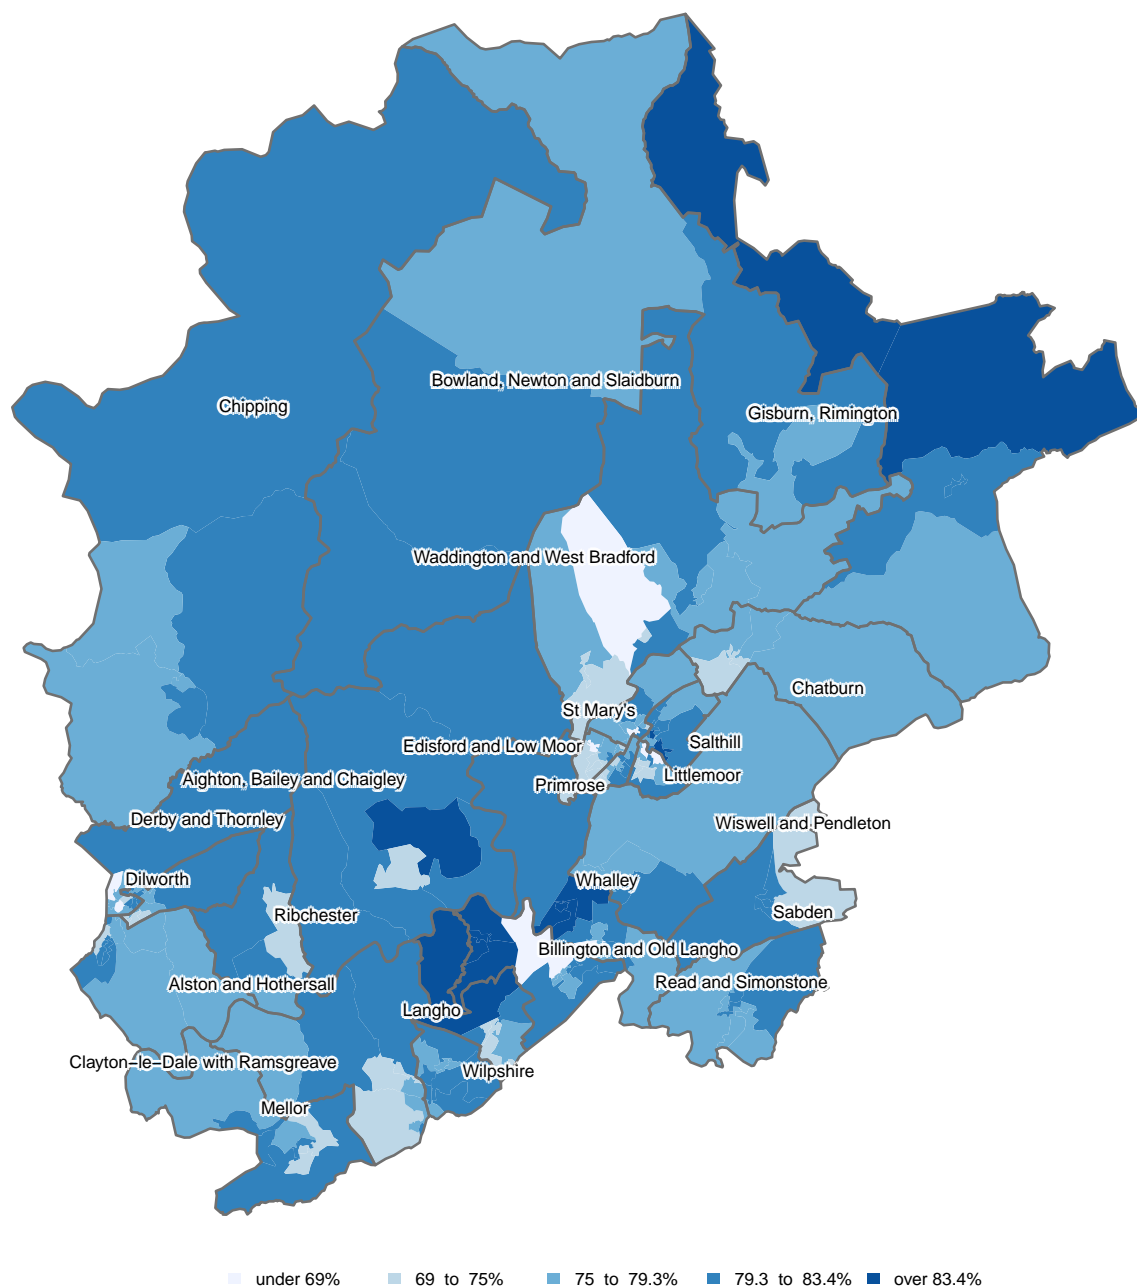 Bowland, Newton and Slaidburn
Chipping
Gisburn, Rimington
Waddington and West Bradford
Chatburn
St Mary's
Salthill
Edisford and Low Moor
Littlemoor
Aighton, Bailey and Chaigley
Primrose
Derby and Thornley
Wiswell and Pendleton
Dilworth
Whalley
Ribchester
Sabden
Billington and Old Langho
Alston and Hothersall
Read and Simonstone
Langho
Clayton–le–Dale with Ramsgreave
Wilpshire
Mellor
under 69% 69 to 75% 75 to 79.3% 79.3 to 83.4% over 83.4%